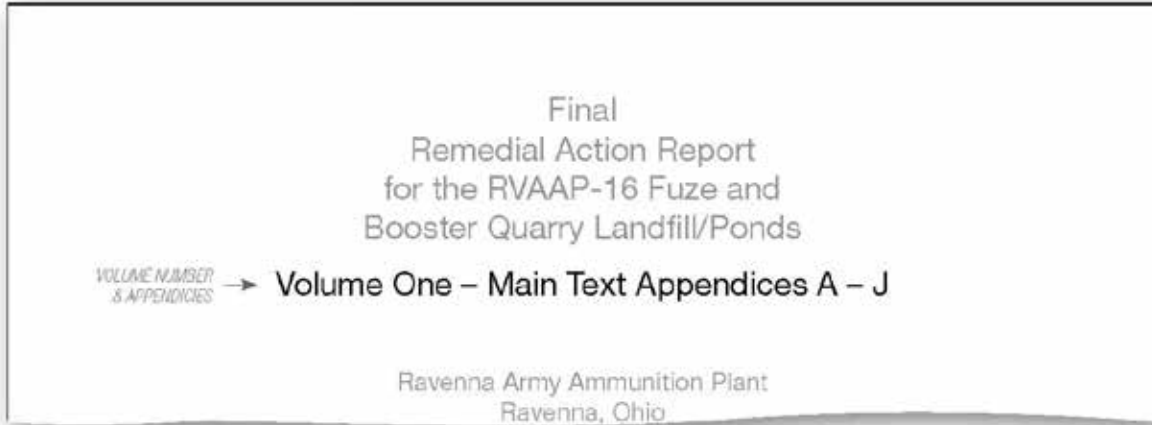 Final
Remedial Action Report
for the RVAAP-16 Fuze and
Booster Quarry Landfill/Ponds
VOLUME NUMBER
& APPENDICIES
Volume One – Main Text Appendices A – J
Ravenna Army Ammunition Plant
Ravenna, Ohio